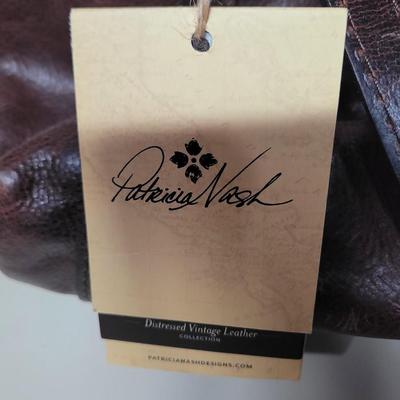 Patricia Nash
Distressed Vintage Leather
COLLECTION
PATRICIANASHDESIGNS.COM